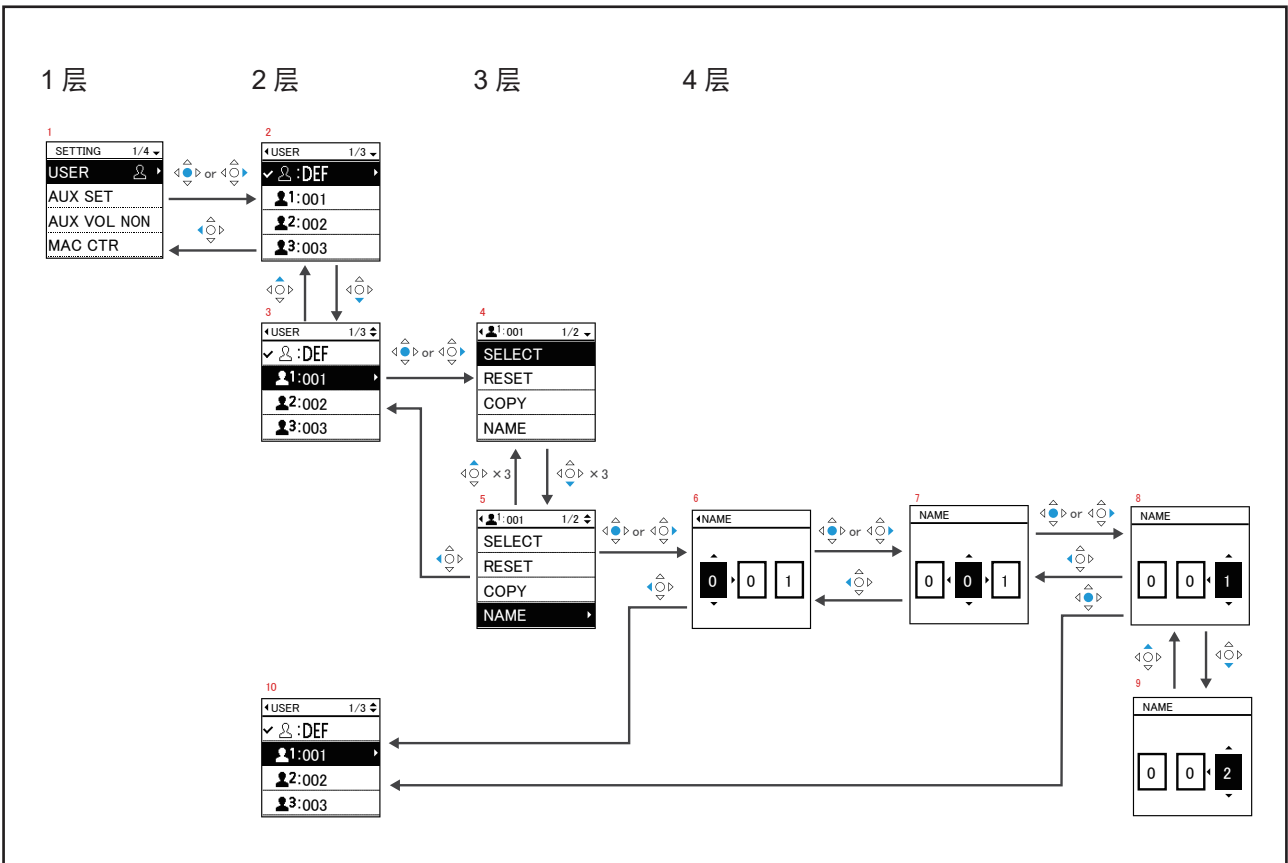 1 层 2 层 3 层 4 层
1
SETTING 1/4
USER
AUX SET
AUX VOL NON
MAC CTR
or
2
USER 1/3
:DEF
1:001
2:002
3:003
3
USER 1/3
:DEF
1:001
2:002
3:003
or
4
1:001 1/2
SELECT
RESET
COPY
NAME
×3
×3
5
1:001 1/2
SELECT
RESET
COPY
NAME
or
6
NAME
0 0 1
or
7
NAME
0 0 1
or
8
NAME
0 0 1
9
NAME
0 0 2
10
USER 1/3
:DEF
1:001
2:002
3:003